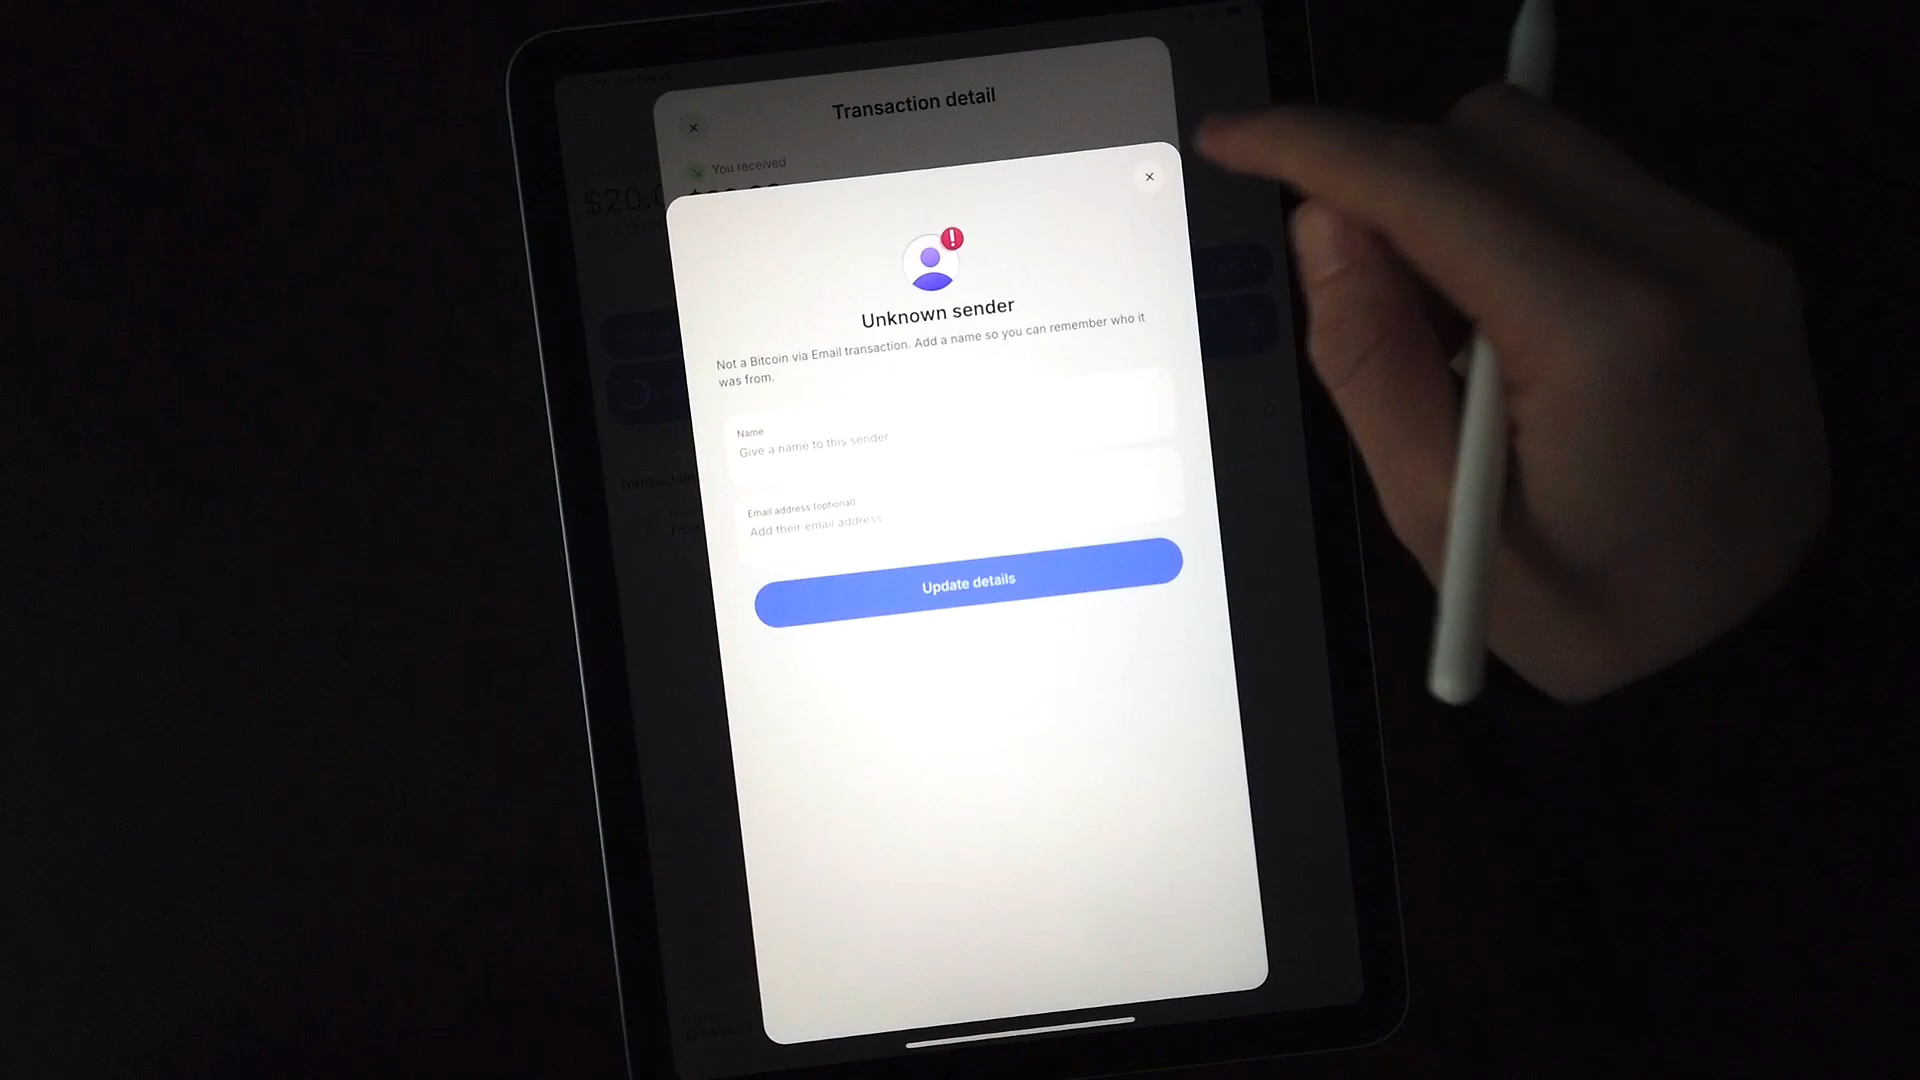 Transaction detail
You received
$20.0
Unknown sender
Not a Bitcoin via Email transaction. Add a name so you can remember who it
was from.
Name
Give a name to this sender
Email address (optional)
Add their email address
Update details
Transaction